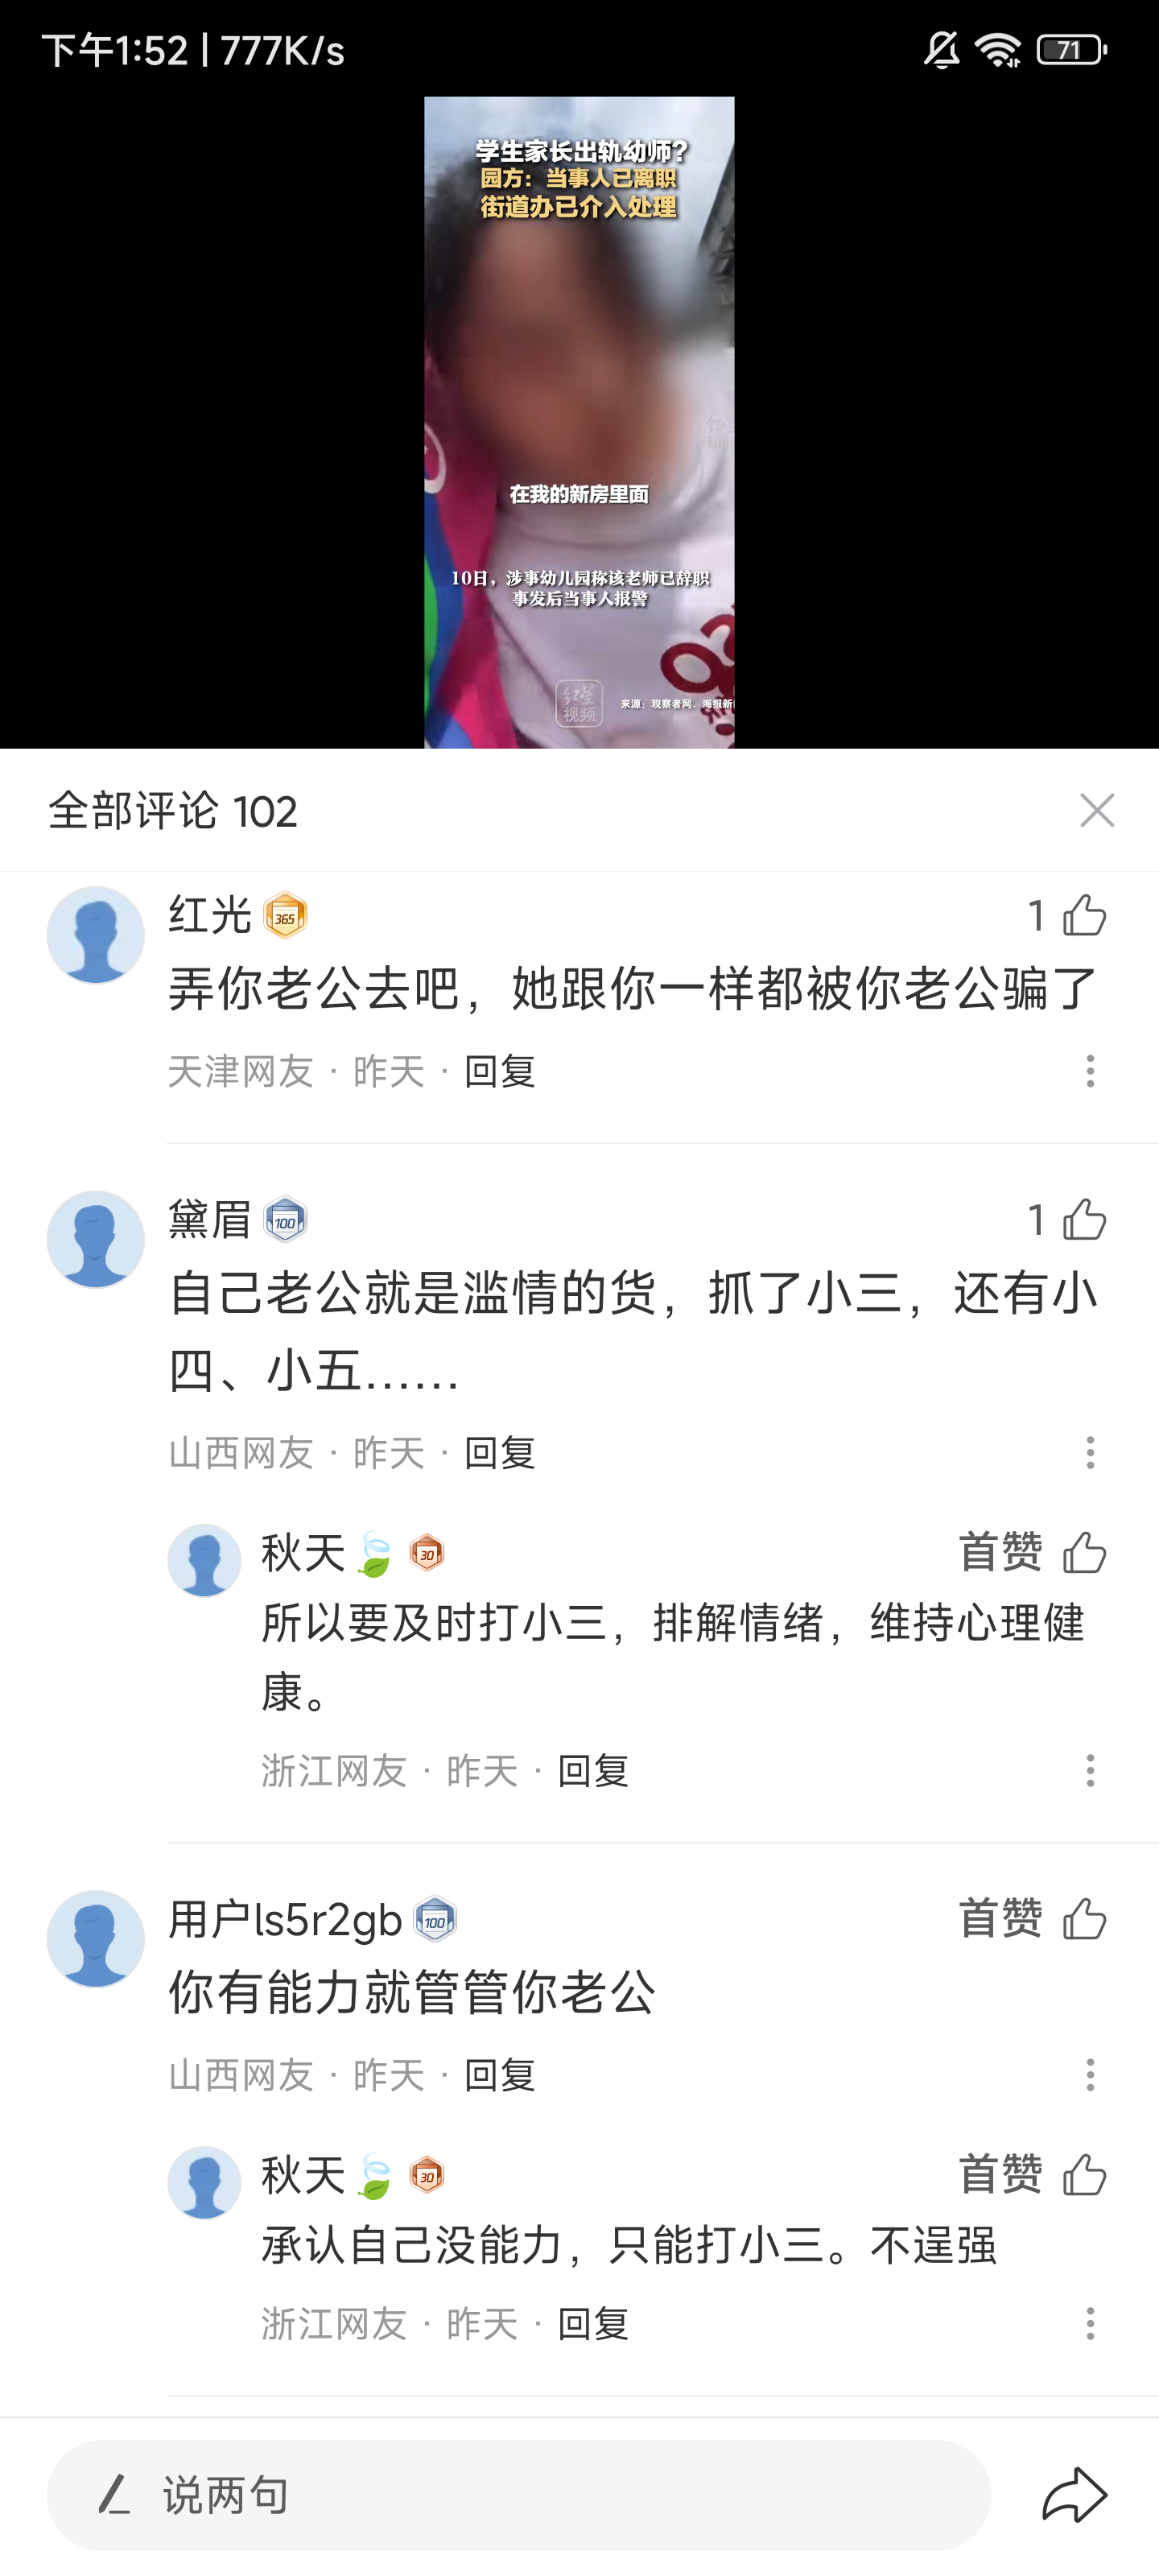 下午1:52 | 777K/s
71
学生家长出轨幼师?
园方：当事人已离职
街道办已介入处理
在我的新房里面
10日，涉事幼儿园称该老师已辞职
事发后当事人报警
红星
视频
来源：观察者网、海报新
全部评论 102
红光 365
1
弄你老公去吧，她跟你一样都被你老公骗了
天津网友 · 昨天 · 回复
黛眉 100
1
自己老公就是滥情的货，抓了小三，还有小
四、小五……
山西网友 · 昨天 · 回复
秋天🍃 30
首赞
所以要及时打小三，排解情绪，维持心理健
康。
浙江网友 · 昨天 · 回复
用户ls5r2gb 100
首赞
你有能力就管管你老公
山西网友 · 昨天 · 回复
秋天🍃 30
首赞
承认自己没能力，只能打小三。不逞强
浙江网友 · 昨天 · 回复
说两句